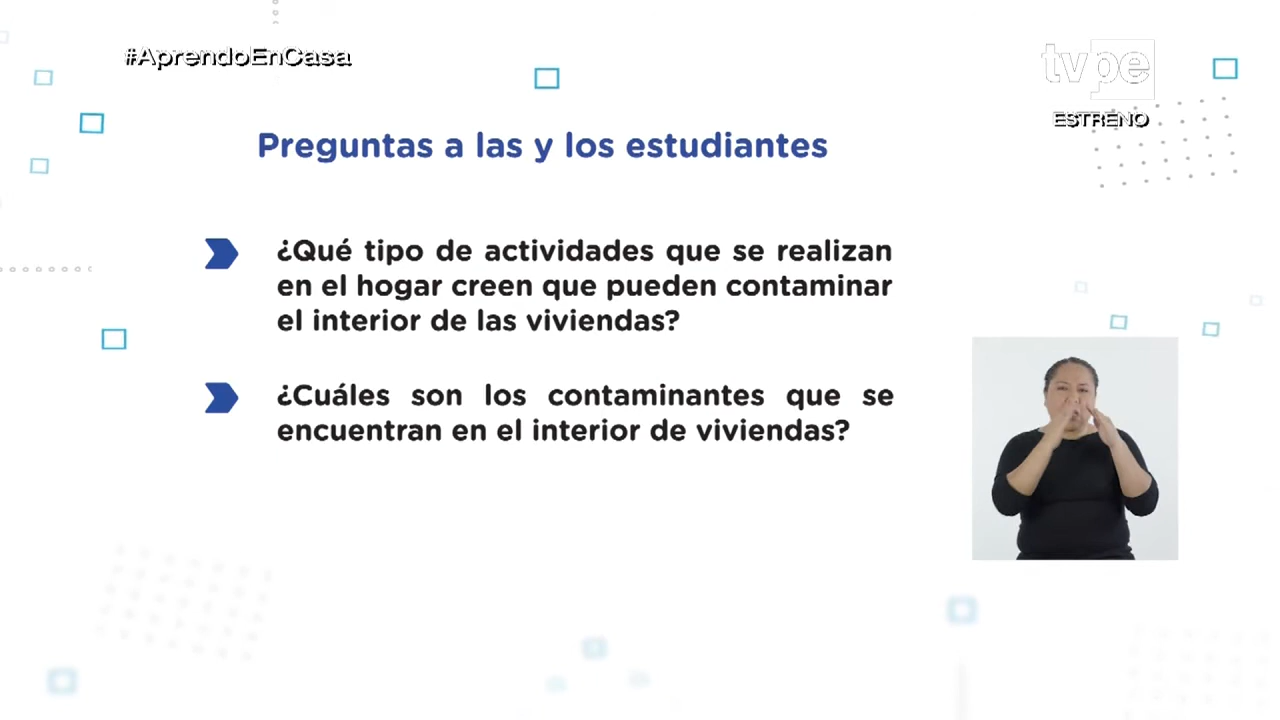 #AprendoEnCasa
tvpe
ESTRENO
Preguntas a las y los estudiantes
¿Qué tipo de actividades que se realizan
en el hogar creen que pueden contaminar
el interior de las viviendas?
¿Cuáles son los contaminantes que se
encuentran en el interior de viviendas?